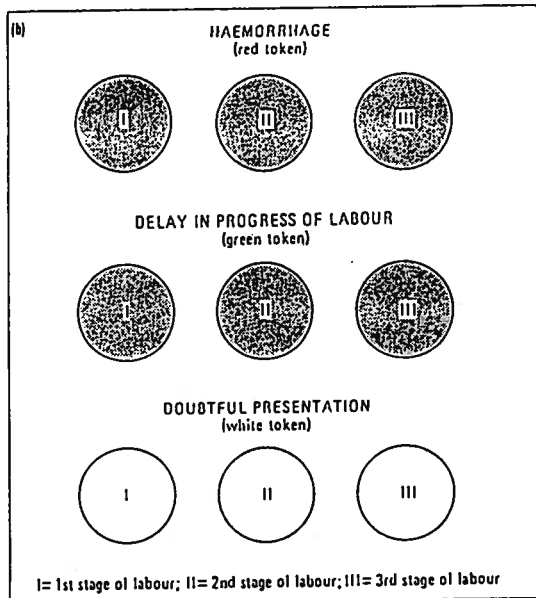 (b)
HAEMORRHAGE
(red token)
I II III
DELAY IN PROGRESS OF LABOUR
(green token)
I II III
DOUBTFUL PRESENTATION
(white token)
I II III
I= 1st stage of labour; II= 2nd stage of labour; III= 3rd stage of labour